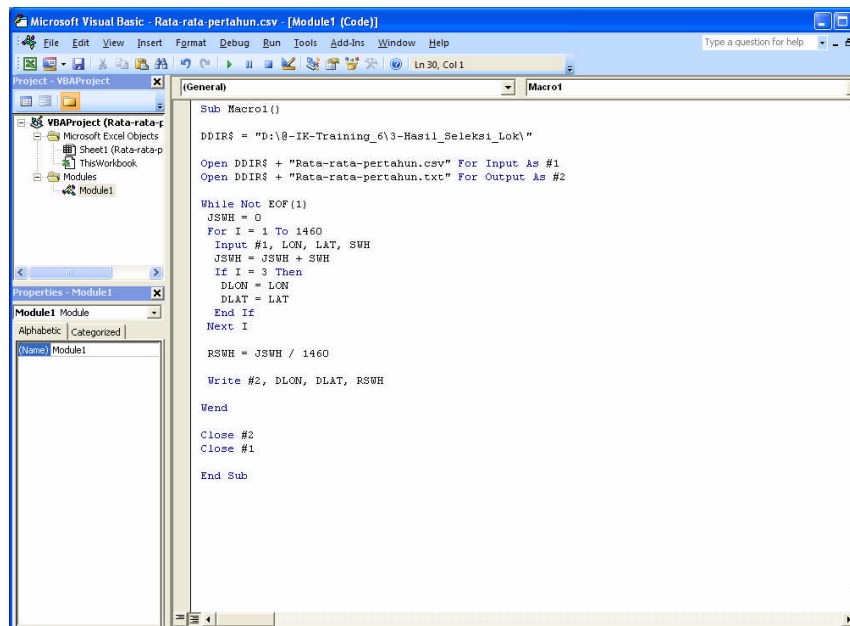 Microsoft Visual Basic - Rata-rata-pertahun.csv - [Module1 (Code)]
File Edit View Insert Format Debug Run Tools Add-Ins Window Help
Type a question for help
Ln 30, Col 1
Project - VBAProject
VBAProject (Rata-rata-p
Microsoft Excel Objects
Sheet1 (Rata-rata-p
ThisWorkbook
Modules
Module1
Properties - Module1
Module1 Module
Alphabetic Categorized
(Name) Module1
(General) Macro1
Sub Macro1()
DDIR$ = "D:\@-IK-Training_6\3-Hasil_Seleksi_Lok\"
Open DDIR$ + "Rata-rata-pertahun.csv" For Input As #1
Open DDIR$ + "Rata-rata-pertahun.txt" For Output As #2
While Not EOF(1)
JSWH = 0
For I = 1 To 1460
Input #1, LON, LAT, SWH
JSWH = JSWH + SWH
If I = 3 Then
DLON = LON
DLAT = LAT
End If
Next I
RSWH = JSWH / 1460
Write #2, DLON, DLAT, RSWH
Wend
Close #2
Close #1
End Sub